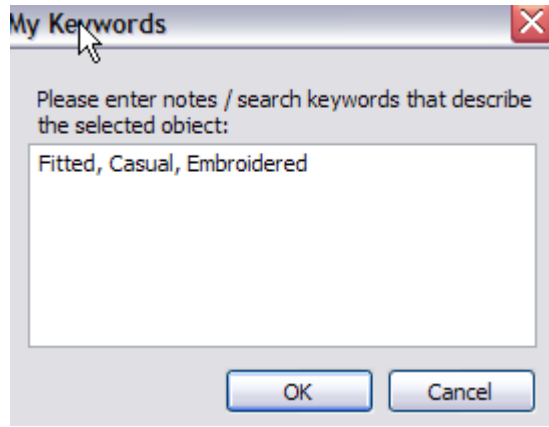 My Keywords
Please enter notes / search keywords that describe
the selected object:
Fitted, Casual, Embroidered
OK
Cancel